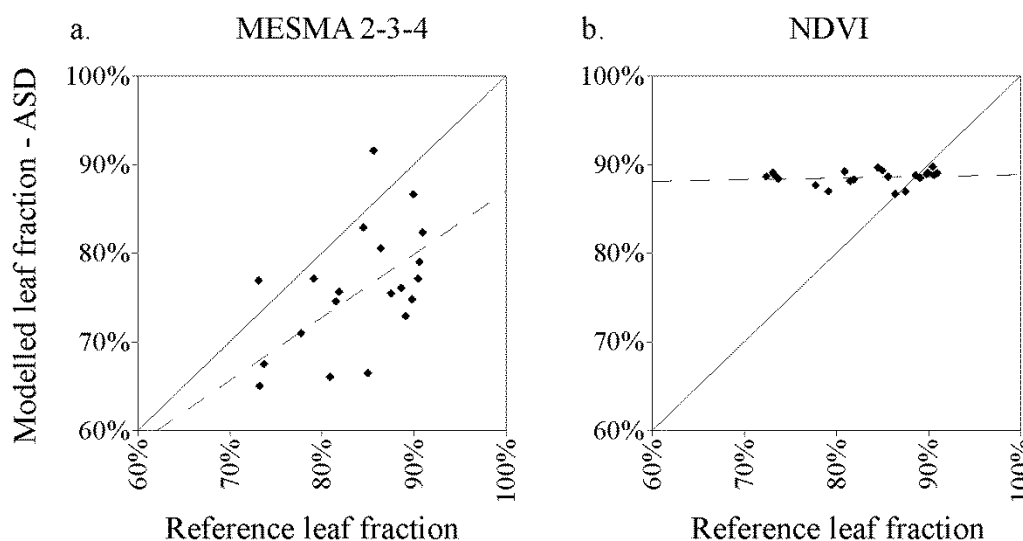 a.
MESMA 2-3-4
Modelled leaf fraction - ASD
100%
90%
80%
70%
60%
60%
70%
80%
90%
100%
Reference leaf fraction
b.
NDVI
100%
90%
80%
70%
60%
60%
70%
80%
90%
100%
Reference leaf fraction